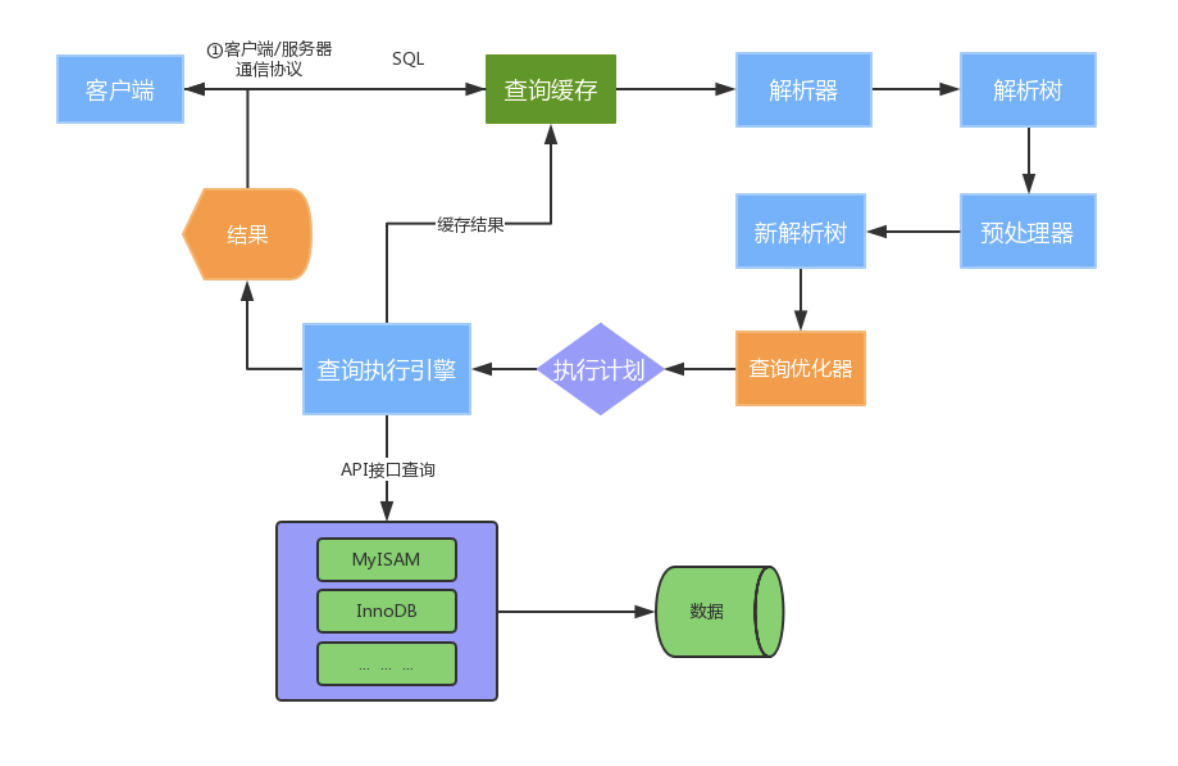 ①客户端/服务器
通信协议
SQL
客户端
查询缓存
解析器
解析树
结果
缓存结果
新解析树
预处理器
查询执行引擎
执行计划
查询优化器
API接口查询
MyISAM
InnoDB
数据
... ... ...